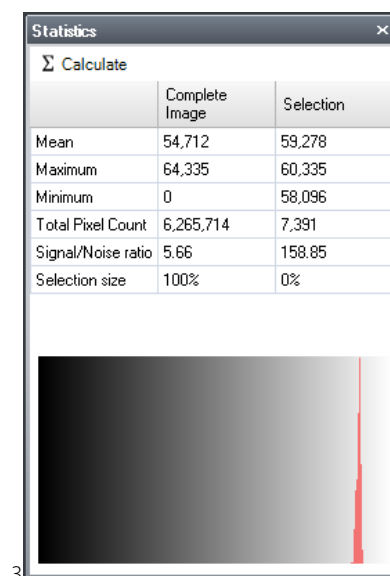 Statistics ×
Σ Calculate
Complete Image Selection
Mean 54,712 59,278
Maximum 64,335 60,335
Minimum 0 58,096
Total Pixel Count 6,265,714 7,391
Signal/Noise ratio 5.66 158.85
Selection size 100% 0%
3